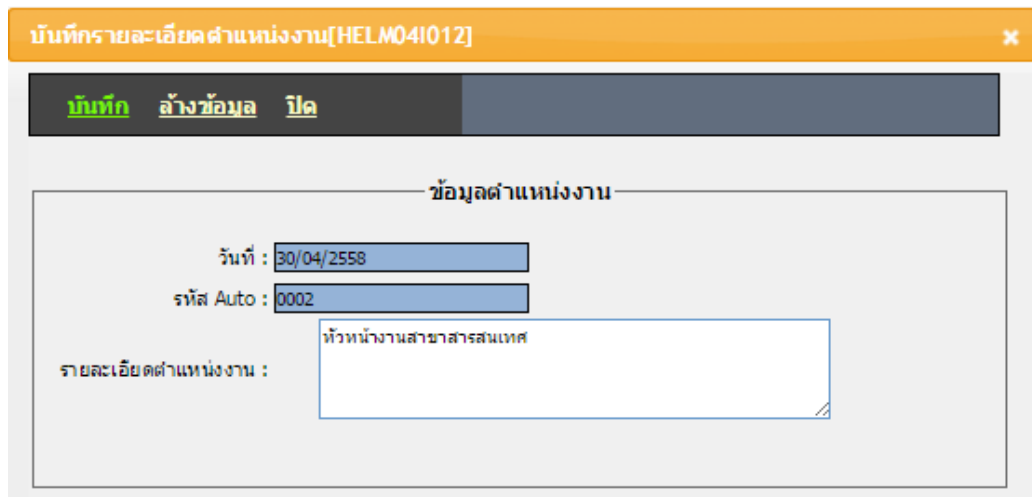 บันทึกรายละเอียดตำแหน่งงาน[HELM04I012]
บันทึก ล้างข้อมูล ปิด
ข้อมูลตำแหน่งงาน
วันที่ : 30/04/2558
รหัส Auto : 0002
รายละเอียดตำแหน่งงาน : หัวหน้างานสาขาสารสนเทศ